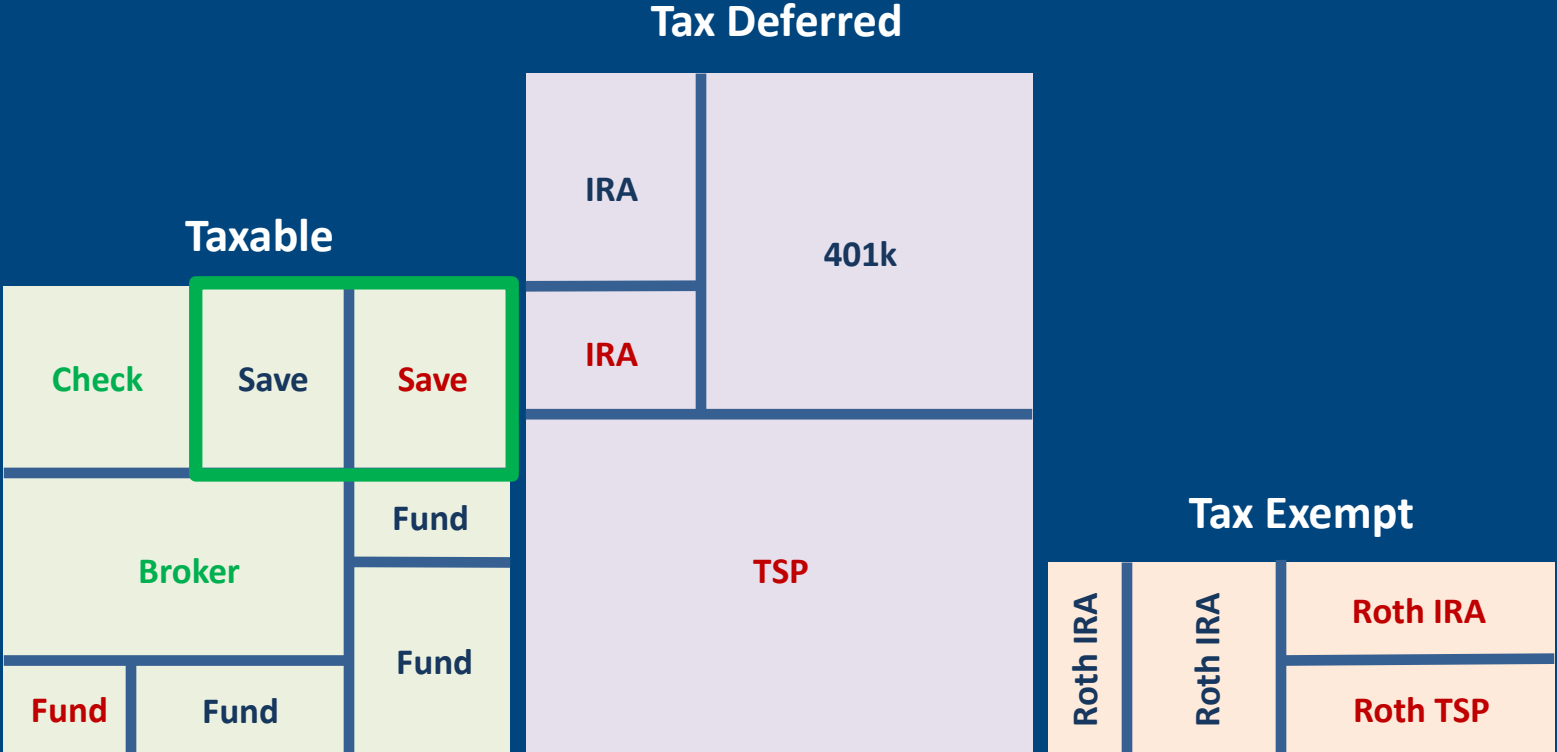 Tax Deferred
Taxable
Tax Exempt
Check
Save
Save
Broker
Fund
Fund
Fund
Fund
IRA
IRA
401k
TSP
Roth IRA
Roth IRA
Roth IRA
Roth TSP